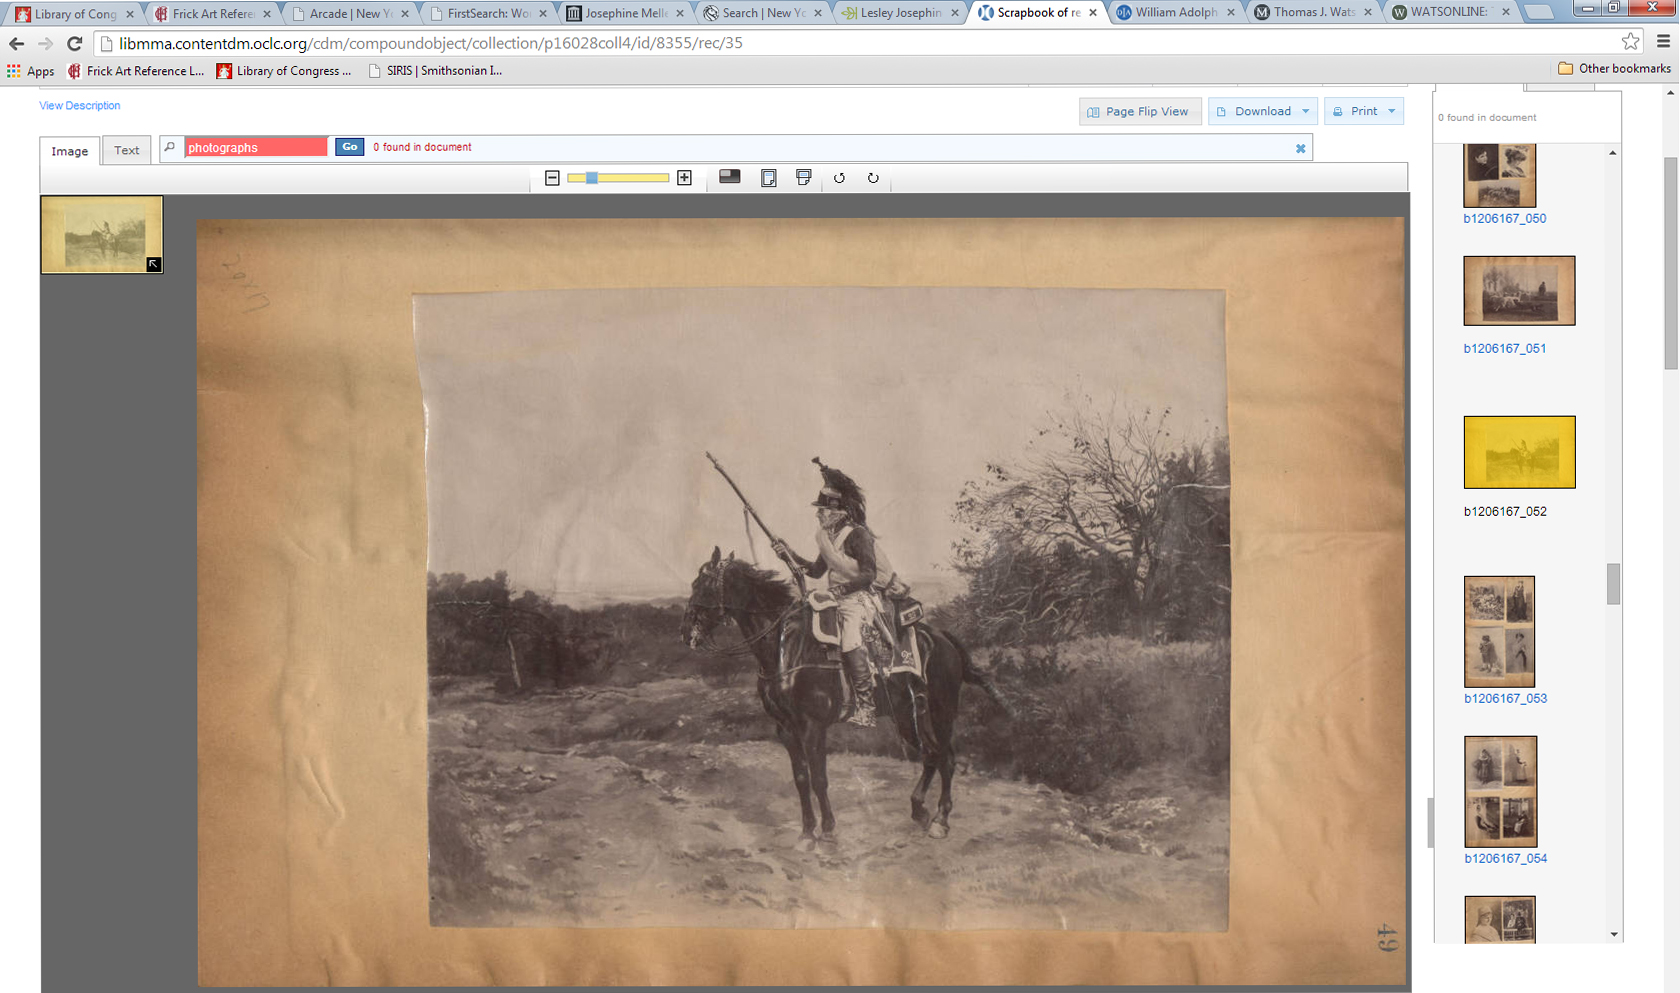 Library of Cong
Frick Art Refere
Arcade | New Y
FirstSearch: Wo
Josephine Melle
Search | New Yo
Lesley Josephin
Scrapbook of re
William Adolph
Thomas J. Wats
WATSONLINE:
libmma.contentdm.oclc.org/cdm/compoundobject/collection/p16028coll4/id/8355/rec/35
Apps Frick Art Reference L... Library of Congress ... SIRIS | Smithsonian I... Other bookmarks
View Description
Page Flip View Download Print
0 found in document
Image Text photographs Go 0 found in document
b1206167_050
b1206167_051
b1206167_052
b1206167_053
b1206167_054
49